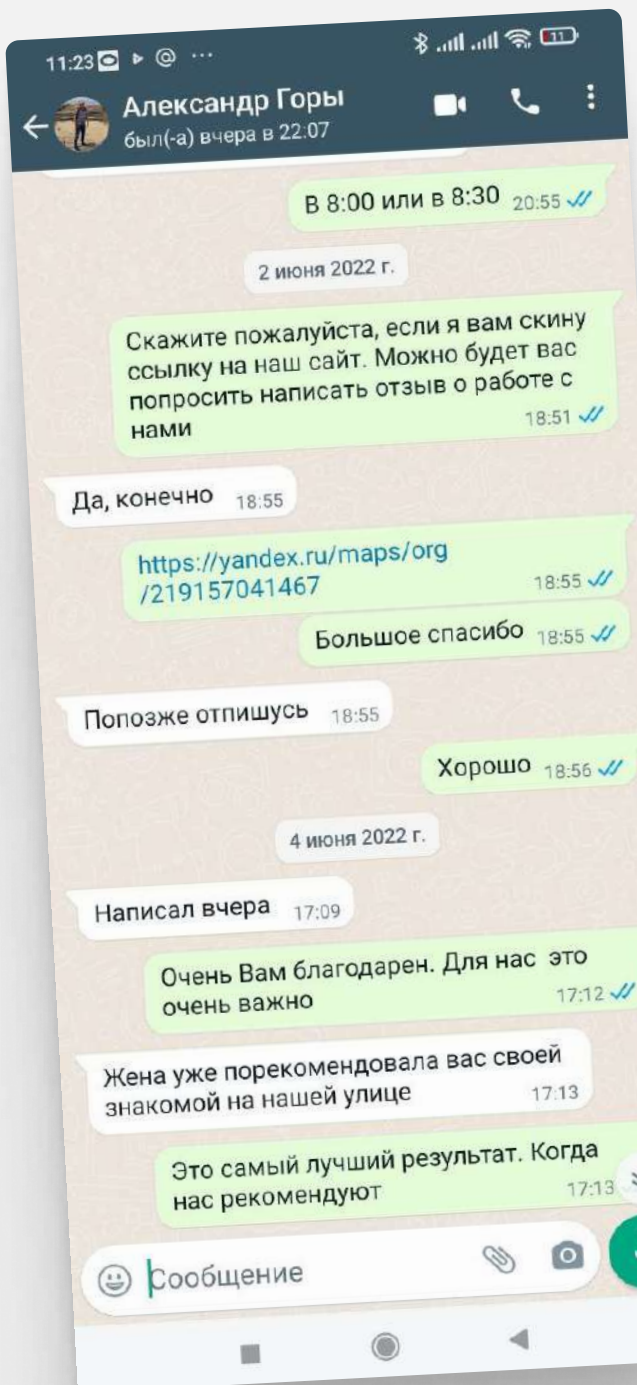 11:23
11
Александр Горы
был(-а) вчера в 22:07
В 8:00 или в 8:30 20:55
2 июня 2022 г.
Скажите пожалуйста, если я вам скину
ссылку на наш сайт. Можно будет вас
попросить написать отзыв о работе с
нами 18:51
Да, конечно 18:55
https://yandex.ru/maps/org
/219157041467 18:55
Большое спасибо 18:55
Попозже отпишусь 18:55
Хорошо 18:56
4 июня 2022 г.
Написал вчера 17:09
Очень Вам благодарен. Для нас это
очень важно 17:12
Жена уже порекомендовала вас своей
знакомой на нашей улице 17:13
Это самый лучший результат. Когда
нас рекомендуют 17:13
Сообщение